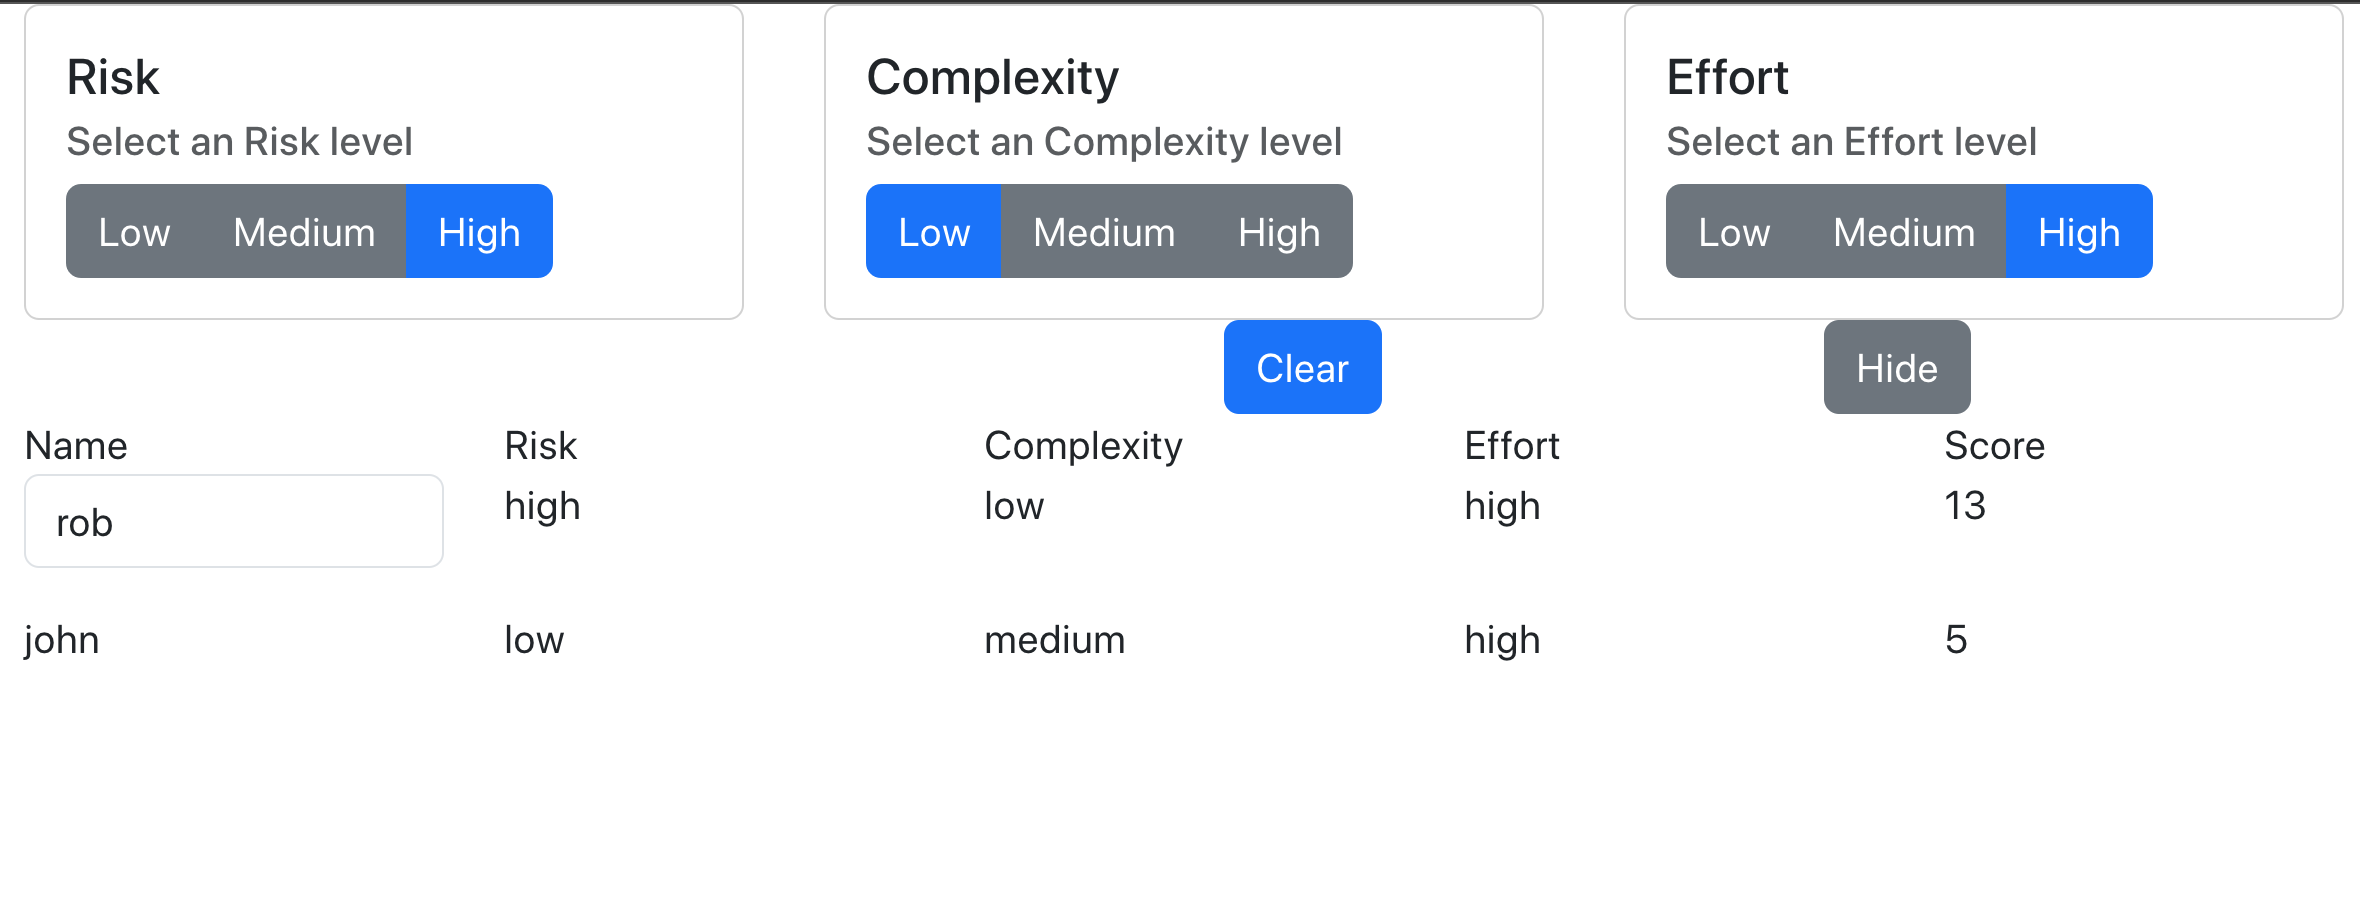 Risk
Select an Risk level
Low Medium High
Complexity
Select an Complexity level
Low Medium High
Effort
Select an Effort level
Low Medium High
Clear Hide
Name Risk Complexity Effort Score
rob high low high 13
john low medium high 5